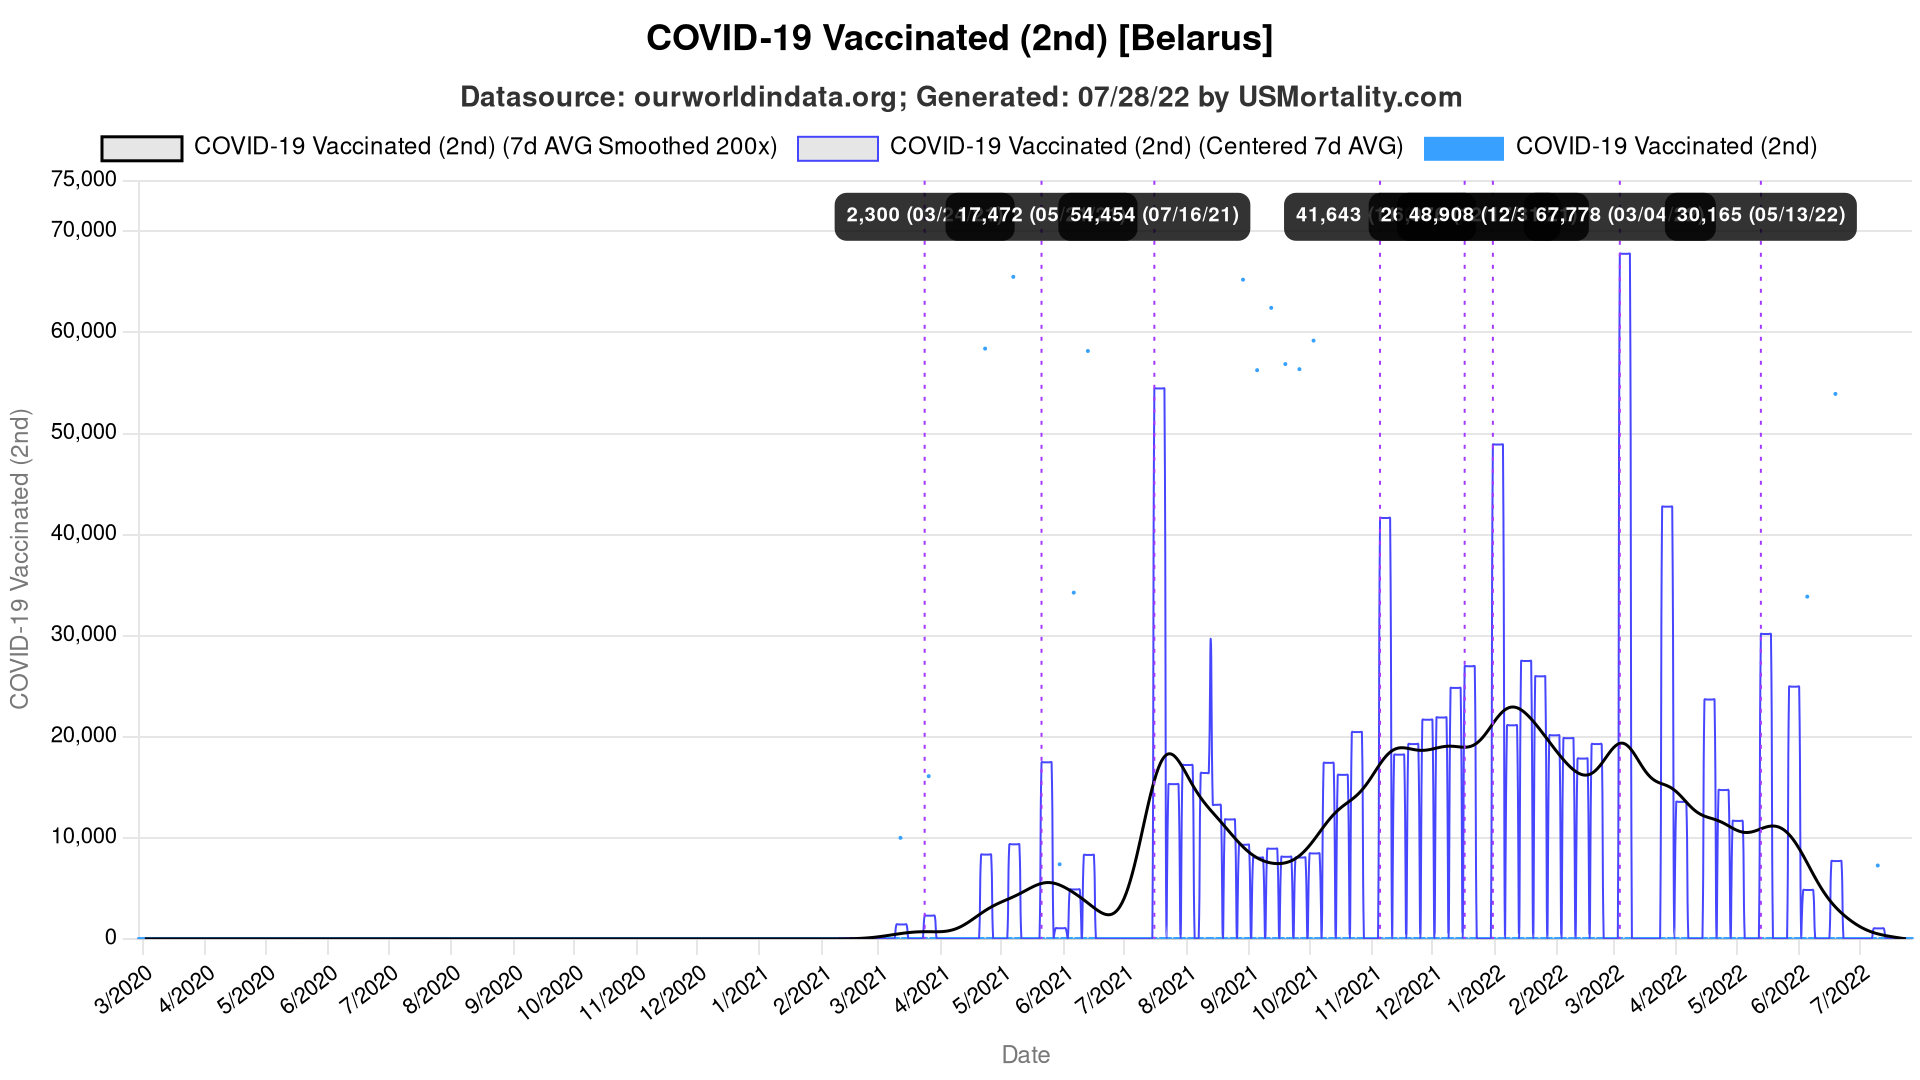 COVID-19 Vaccinated (2nd) [Belarus]
Datasource: ourworldindata.org; Generated: 07/28/22 by USMortality.com
COVID-19 Vaccinated (2nd) (7d AVG Smoothed 200x) COVID-19 Vaccinated (2nd) (Centered 7d AVG) COVID-19 Vaccinated (2nd)
75,000
2,300 (03/24 17,472 (05 54,454 (07/16/21) 41,643 26 48,908 (12/3 67,778 (03/04 30,165 (05/13/22)
70,000
60,000
50,000
40,000
30,000
20,000
10,000
0
COVID-19 Vaccinated (2nd)
3/2020 4/2020 5/2020 6/2020 7/2020 8/2020 9/2020 10/2020 11/2020 12/2020 1/2021 2/2021 3/2021 4/2021 5/2021 6/2021 7/2021 8/2021 9/2021 10/2021 11/2021 12/2021 1/2022 2/2022 3/2022 4/2022 5/2022 6/2022 7/2022
Date